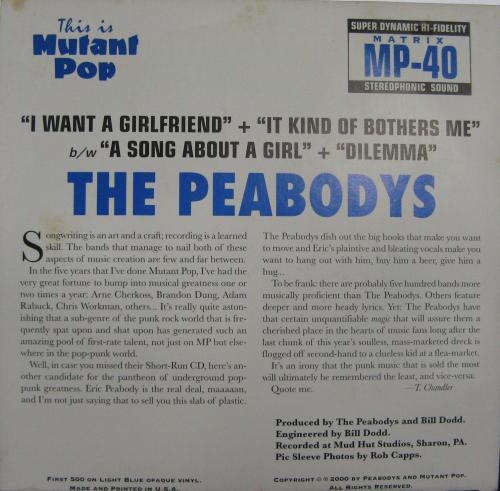 This is
Mutant
Pop
SUPER DYNAMIC HI-FIDELITY
MATRIX
MP-40
STEREOPHONIC SOUND
"I WANT A GIRLFRIEND" + "IT KIND OF BOTHERS ME"
b/w "A SONG ABOUT A GIRL" + "DILEMMA"
THE PEABODYS
Songwriting is an art and a craft; recording is a learned
skill. The bands that manage to nail both of these
aspects of music creation are few and far between.
In the five years that I've done Mutant Pop, I've had the
very great fortune to bump into musical greatness one or
two times a year: Arne Cherkoss, Brandon Dung, Adam
Rabuck, Chris Workman, others... It's really quite aston-
ishing that a sub-genre of the punk rock world that is fre-
quently spat upon and shat upon has generated such an
amazing pool of first-rate talent, not just on MP but else-
where in the pop-punk world.
Well, in case you missed their Short-Run CD, here's an-
other candidate for the pantheon of underground pop-
punk greatness. Eric Peabody is the real deal, maaaaan,
and I'm not just saying that to sell you this slab of plastic.
The Peabodys dish out the big hooks that make you want
to move and Eric's plaintive and bleating vocals make you
want to hang out with him, buy him a beer, give him a
hug...
To be frank: there are probably five hundred bands more
musically proficient than The Peabodys. Others feature
deeper and more heady lyrics. Yet: The Peabodys have
that certain unquantifiable magic that will assure them a
cherished place in the hearts of music fans long after the
last chunk of this year's soulless, mass-marketed dreck is
flogged off second-hand to a clueless kid at a flea-market.
It's an irony that the punk music that is sold the most
will ultimately be remembered the least, and vice-versa.
Quote me. —T. Chandler
Produced by The Peabodys and Bill Dodd.
Engineered by Bill Dodd.
Recorded at Mud Hut Studios, Sharon, PA.
Pic Sleeve Photos by Rob Capps.
FIRST 500 ON LIGHT BLUE OPAQUE VINYL.
MADE AND PRINTED IN U.S.A.
COPYRIGHT © ℗ 2000 BY PEABODYS AND MUTANT POP.
ALL RIGHTS RESERVED.